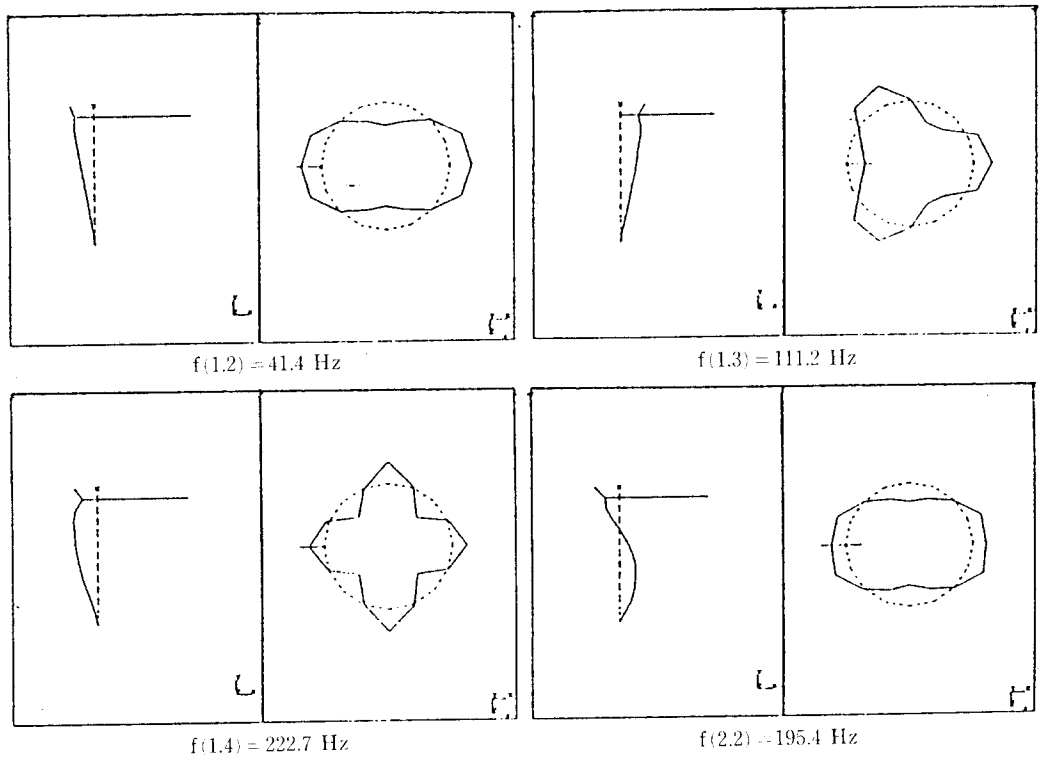 f(1.2) = 41.4 Hz
f(1.3) = 111.2 Hz
f(1.4) = 222.7 Hz
f(2.2) = 195.4 Hz